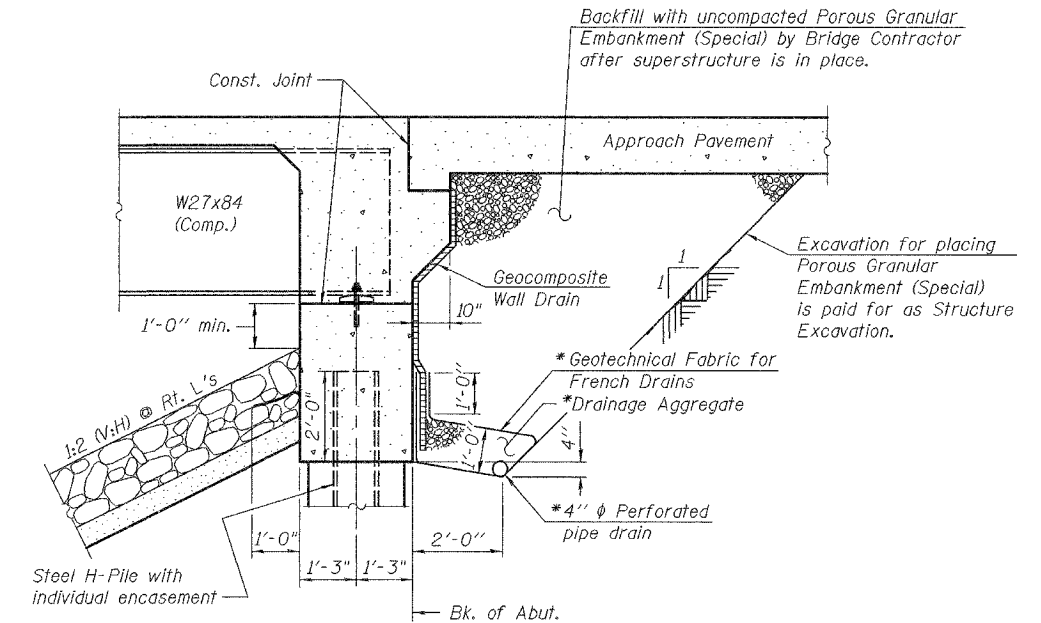 Backfill with uncompacted Porous Granular
Embankment (Special) by Bridge Contractor
after superstructure is in place.
Const. Joint
Approach Pavement
W27x84
(Comp.)
Geocomposite
Wall Drain
1
1
Excavation for placing
Porous Granular
Embankment (Special)
is paid for as Structure
Excavation.
10"
1'-0" min.
*Geotechnical Fabric for
French Drains
*Drainage Aggregate
1'-0"
1:2 (V:H) @ Rt. L's
2'-0"
1'-0"
4"
*4" ϕ Perforated
pipe drain
1'-0"
2'-0"
1'-3"
1'-3"
Steel H-Pile with
individual encasement
Bk. of Abut.